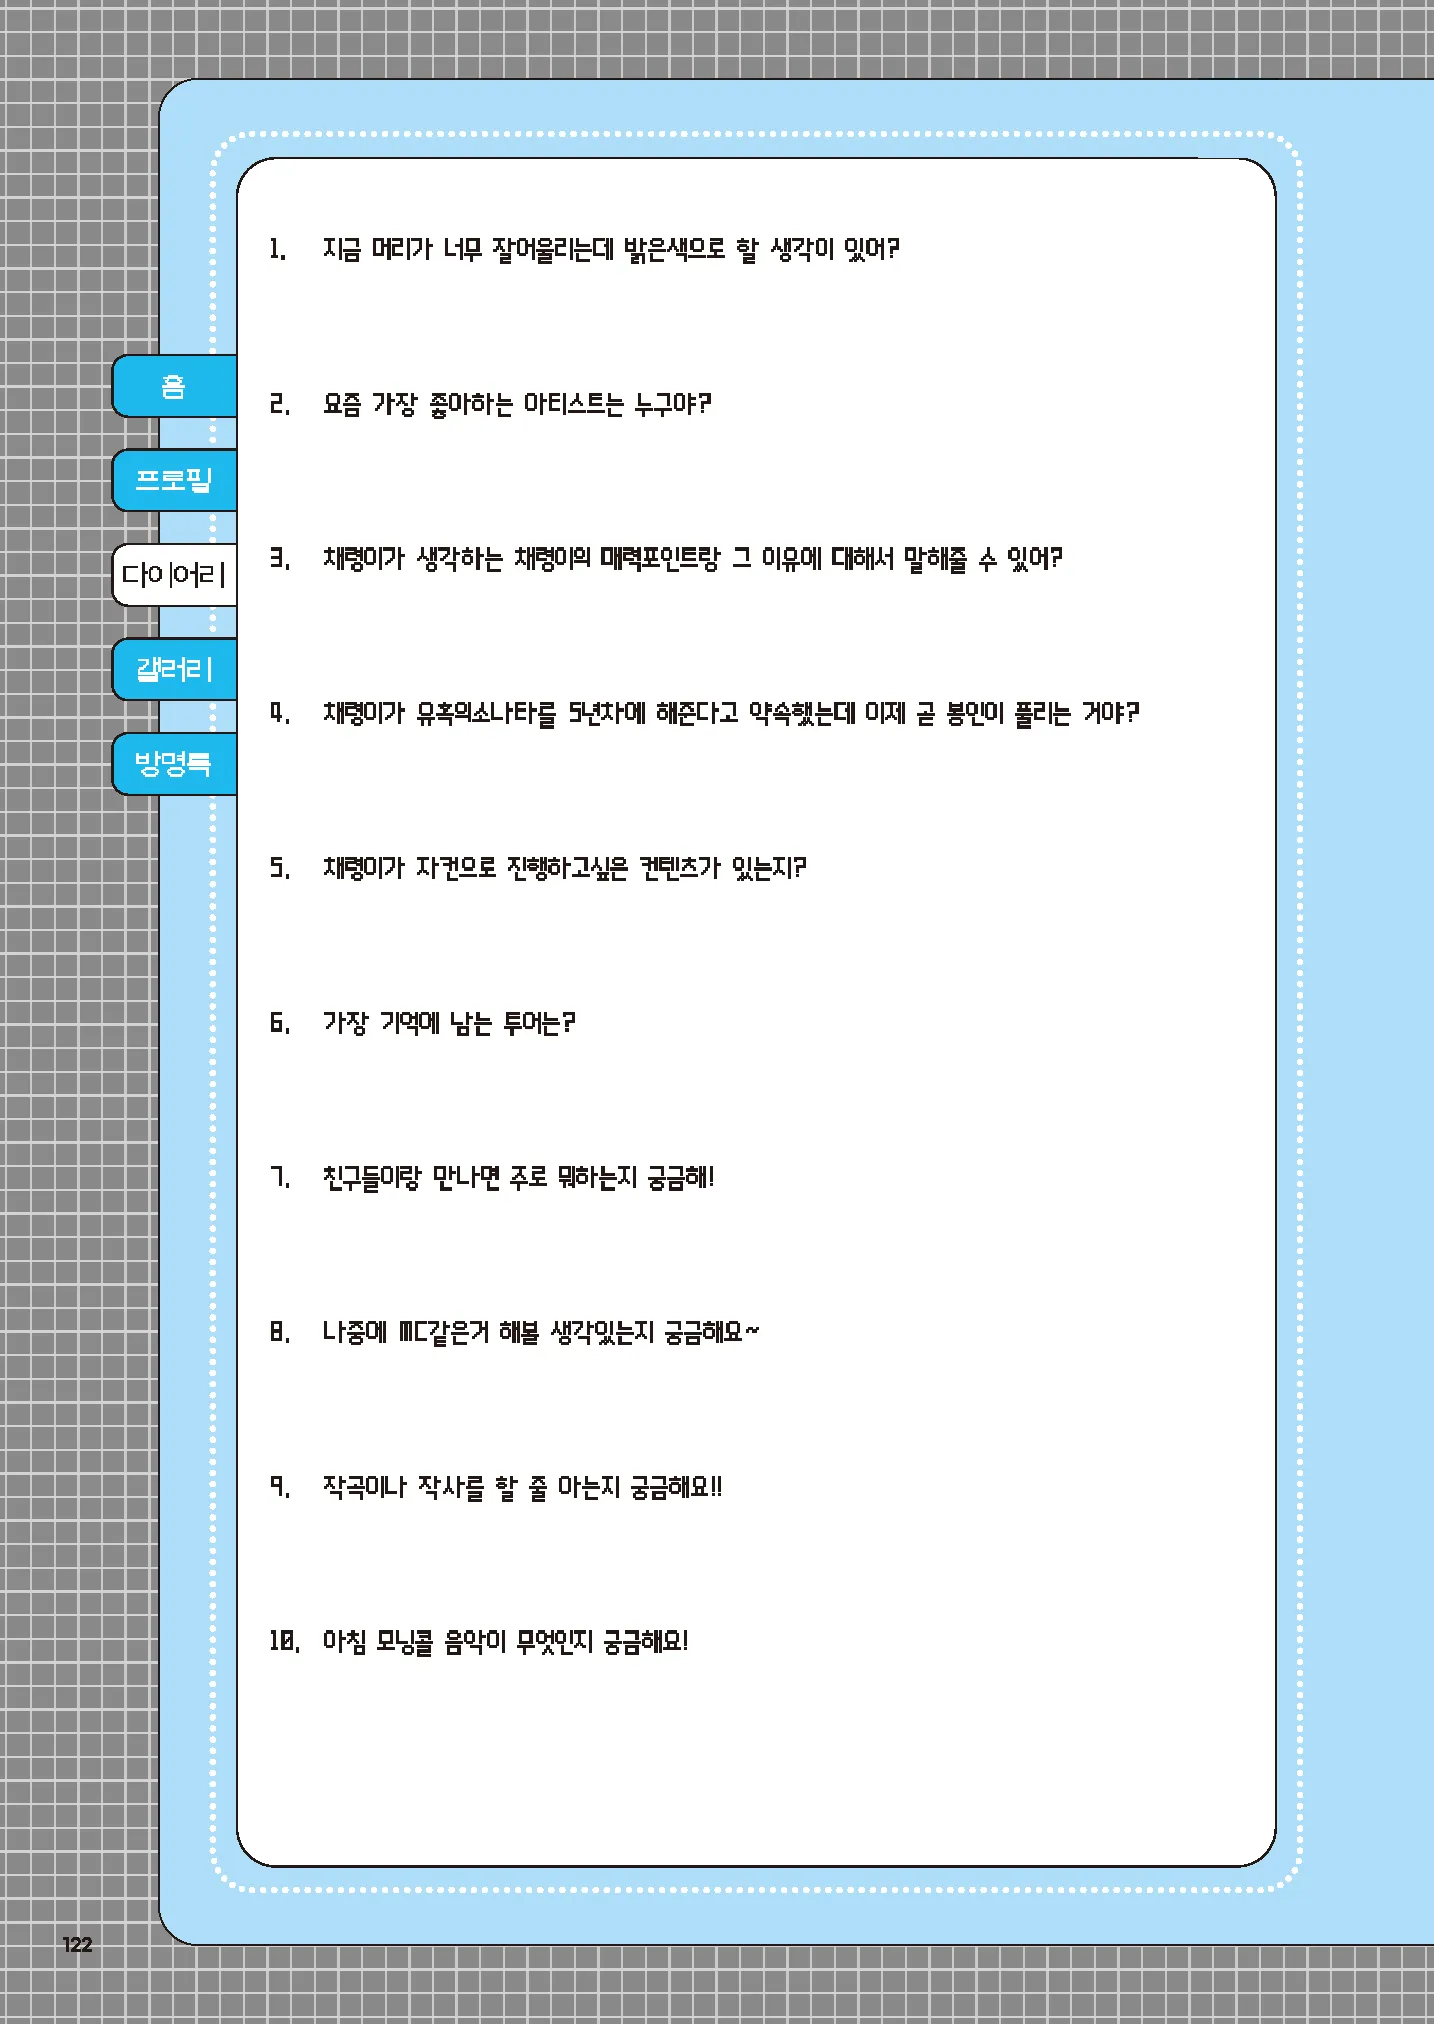 1. 지금 머리가 너무 잘어울리는데 밝은색으로 할 생각이 있어?
홈
2. 요즘 가장 좋아하는 아티스트는 누구야?
프로필
3. 채령이가 생각하는 채령이의 매력포인트랑 그 이유에 대해서 말해줄 수 있어?
다이어리
갤러리
4. 채령이가 유혹의소나타를 5년차에 해준다고 약속했는데 이제 곧 봉인이 풀리는 거야?
방명록
5. 채령이가 자컨으로 진행하고싶은 컨텐츠가 있는지?
6. 가장 기억에 남는 투어는?
7. 친구들이랑 만나면 주로 뭐하는지 궁금해!
8. 나중에 MC같은거 해볼 생각있는지 궁금해요~
9. 작곡이나 작사를 할 줄 아는지 궁금해요!!
10. 아침 모닝콜 음악이 무엇인지 궁금해요!
122